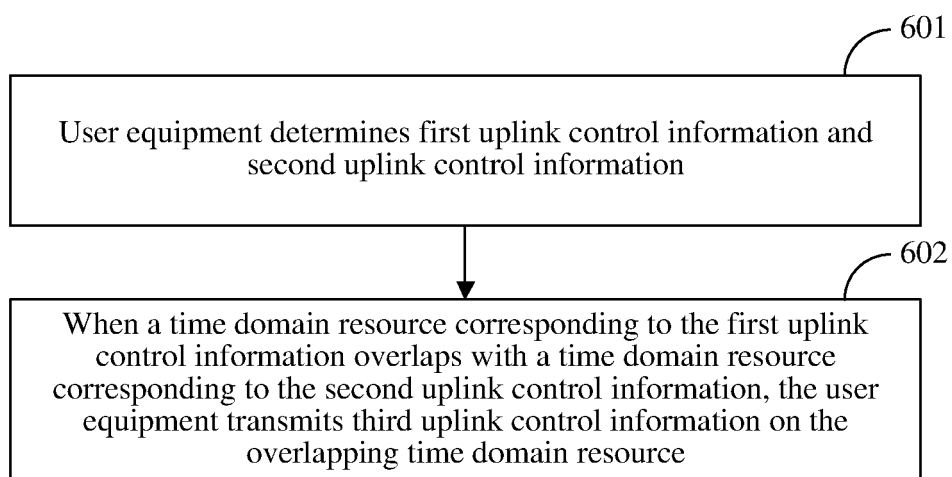 601
User equipment determines first uplink control information and
second uplink control information
602
When a time domain resource corresponding to the first uplink
control information overlaps with a time domain resource
corresponding to the second uplink control information, the user
equipment transmits third uplink control information on the
overlapping time domain resource